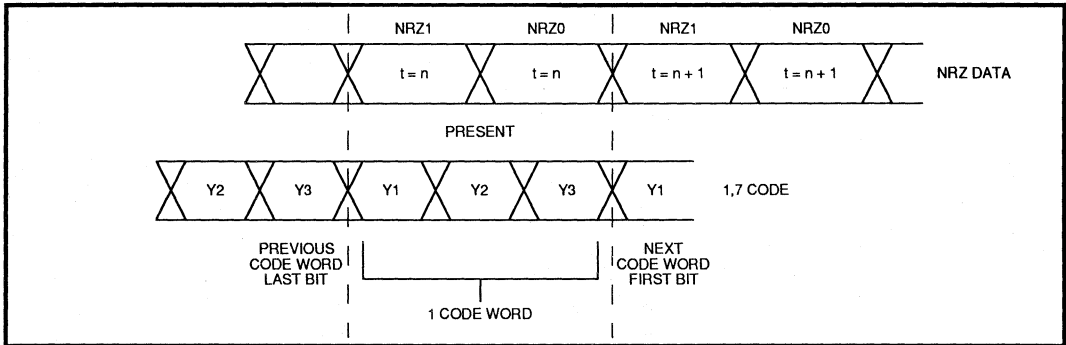 NRZ1 NRZ0 NRZ1 NRZ0
t = n t = n t = n + 1 t = n + 1 NRZ DATA
PRESENT
Y2 Y3 Y1 Y2 Y3 Y1 1,7 CODE
PREVIOUS
CODE WORD
LAST BIT
NEXT
CODE WORD
FIRST BIT
1 CODE WORD